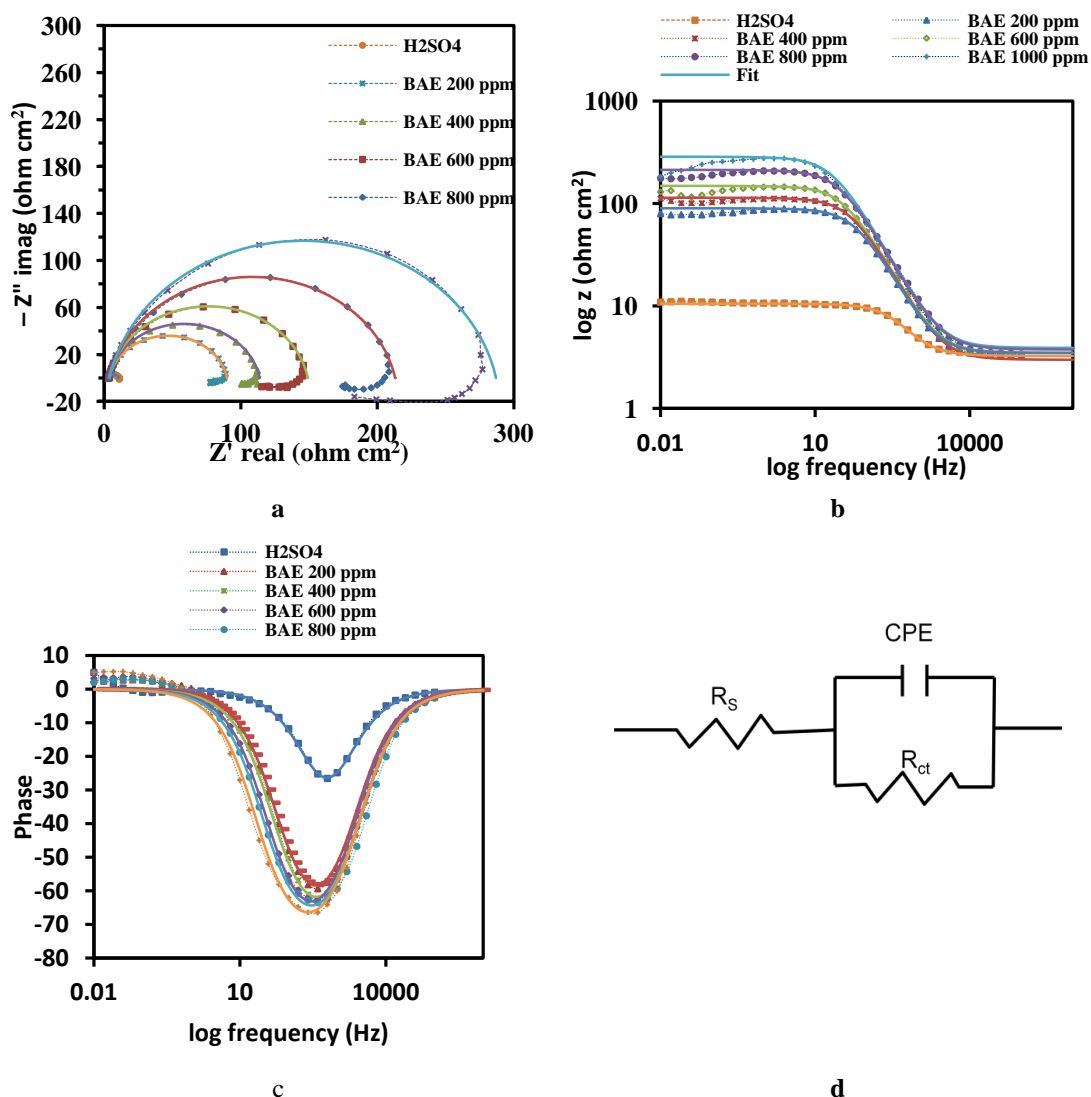 300
260
220
180
140
100
60
20
-20
0
100
200
300
– Z'' imag (ohm cm²)
Z' real (ohm cm²)
H2SO4
BAE 200 ppm
BAE 400 ppm
BAE 600 ppm
BAE 800 ppm
a
H2SO4 BAE 200 ppm
BAE 400 ppm BAE 600 ppm
BAE 800 ppm BAE 1000 ppm
Fit
1000
100
10
1
0.01 10 10000
log z (ohm cm²)
log frequency (Hz)
b
H2SO4
BAE 200 ppm
BAE 400 ppm
BAE 600 ppm
BAE 800 ppm
10
0
-10
-20
-30
-40
-50
-60
-70
-80
0.01 10 10000
Phase
log frequency (Hz)
c
CPE
R_S
R_ct
d